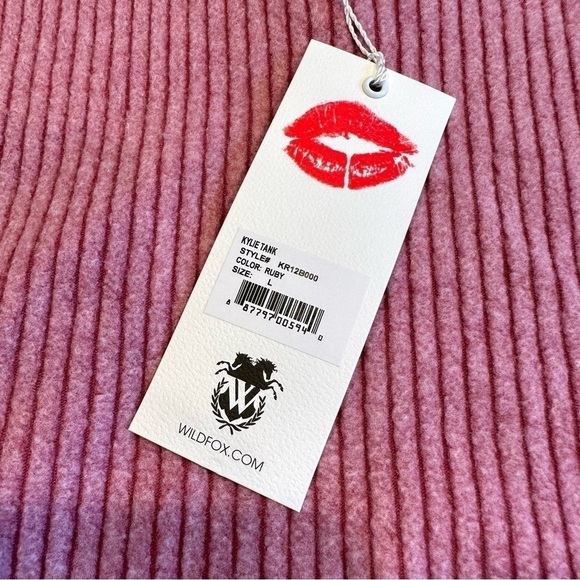 KYLIE TANK
STYLE# KR12B000
COLOR: RUBY
SIZE: L
8 87797 00594 0
W
WILDFOX.COM